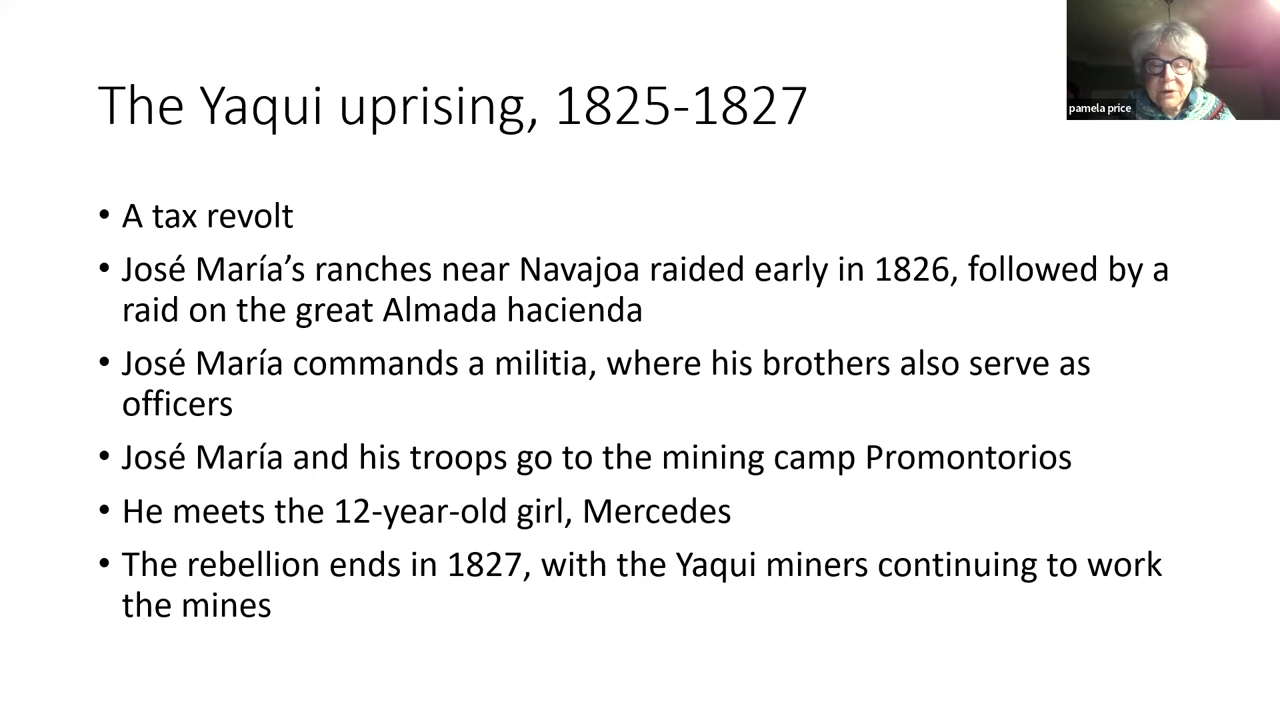 The Yaqui uprising, 1825-1827
pamela price
• A tax revolt
• José María’s ranches near Navajoa raided early in 1826, followed by a
raid on the great Almada hacienda
• José María commands a militia, where his brothers also serve as
officers
• José María and his troops go to the mining camp Promontorios
• He meets the 12-year-old girl, Mercedes
• The rebellion ends in 1827, with the Yaqui miners continuing to work
the mines